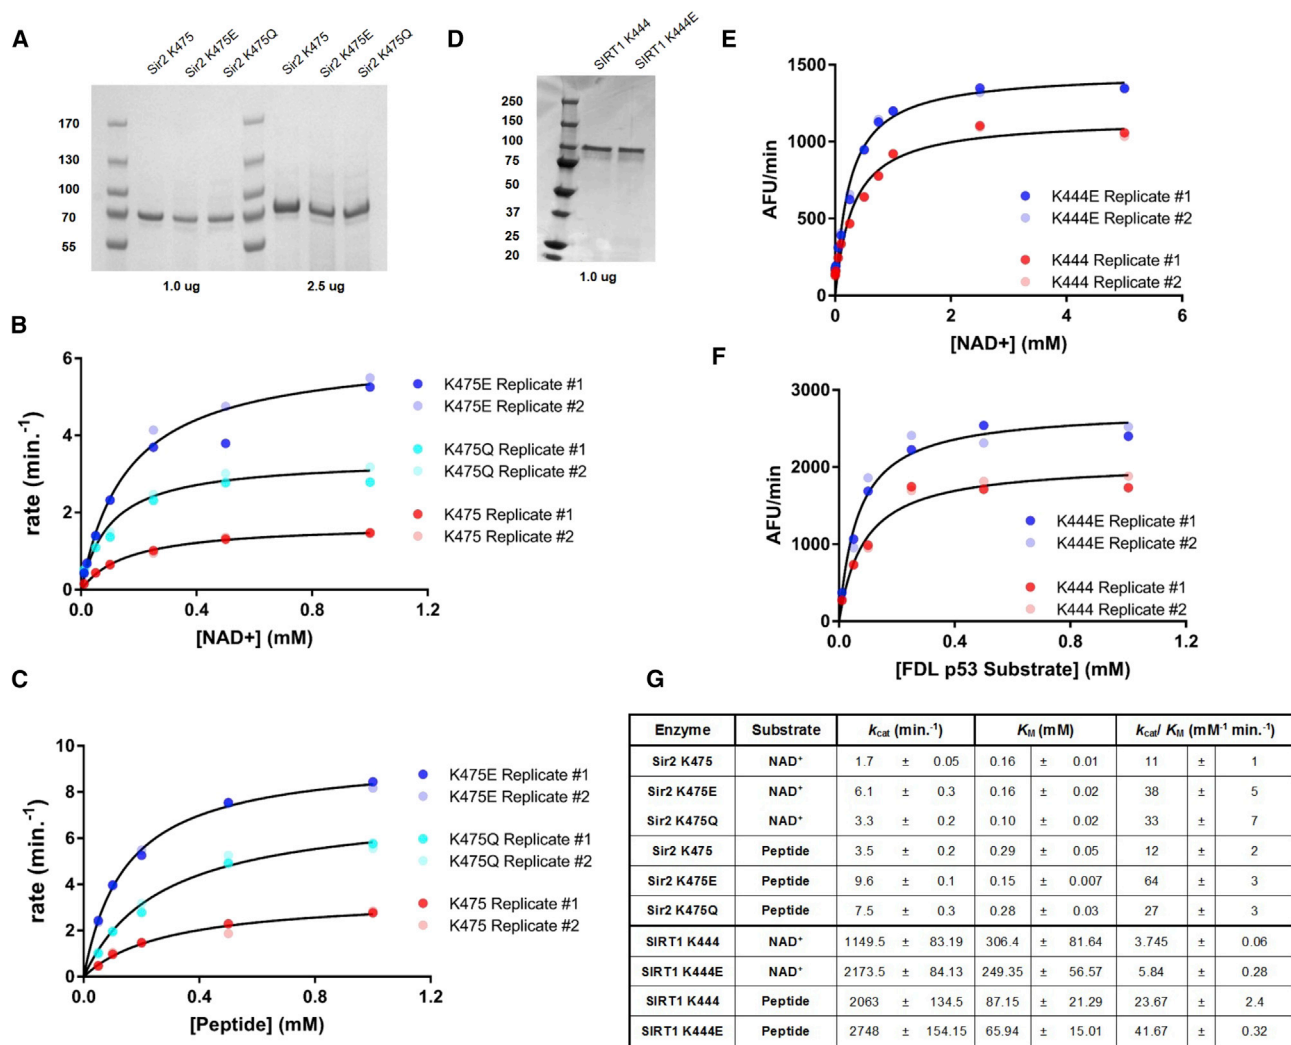 A
Sir2 K475
Sir2 K475E
Sir2 K475Q
Sir2 K475
Sir2 K475E
Sir2 K475Q
170
130
100
70
55
1.0 ug
2.5 ug
D
SIRT1 K444
SIRT1 K444E
250
150
100
75
50
37
25
20
1.0 ug
E
1500
1000
500
0
AFU/min
K444E Replicate #1
K444E Replicate #2
K444 Replicate #1
K444 Replicate #2
0 2 4 6
[NAD+] (mM)
B
6
4
2
0
rate (min.-1)
K475E Replicate #1
K475E Replicate #2
K475Q Replicate #1
K475Q Replicate #2
K475 Replicate #1
K475 Replicate #2
0.0 0.4 0.8 1.2
[NAD+] (mM)
F
3000
2000
1000
0
AFU/min
K444E Replicate #1
K444E Replicate #2
K444 Replicate #1
K444 Replicate #2
0.0 0.4 0.8 1.2
[FDL p53 Substrate] (mM)
C
10
8
6
4
2
0
rate (min.-1)
K475E Replicate #1
K475E Replicate #2
K475Q Replicate #1
K475Q Replicate #2
K475 Replicate #1
K475 Replicate #2
0.0 0.4 0.8 1.2
[Peptide] (mM)
G
Enzyme Substrate kcat (min.-1) KM (mM) kcat/ KM (mM-1 min.-1)
Sir2 K475 NAD+ 1.7 ± 0.05 0.16 ± 0.01 11 ± 1
Sir2 K475E NAD+ 6.1 ± 0.3 0.16 ± 0.02 38 ± 5
Sir2 K475Q NAD+ 3.3 ± 0.2 0.10 ± 0.02 33 ± 7
Sir2 K475 Peptide 3.5 ± 0.2 0.29 ± 0.05 12 ± 2
Sir2 K475E Peptide 9.6 ± 0.1 0.15 ± 0.007 64 ± 3
Sir2 K475Q Peptide 7.5 ± 0.3 0.28 ± 0.03 27 ± 3
SIRT1 K444 NAD+ 1149.5 ± 83.19 306.4 ± 81.64 3.745 ± 0.06
SIRT1 K444E NAD+ 2173.5 ± 84.13 249.35 ± 56.57 5.84 ± 0.28
SIRT1 K444 Peptide 2063 ± 134.5 87.15 ± 21.29 23.67 ± 2.4
SIRT1 K444E Peptide 2748 ± 154.15 65.94 ± 15.01 41.67 ± 0.32